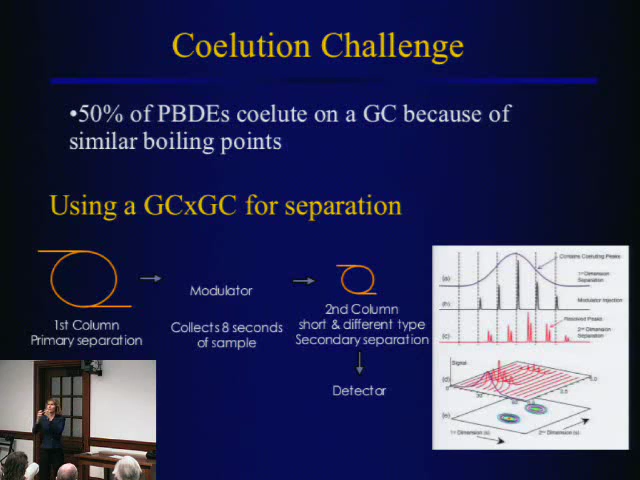 Coelution Challenge
•50% of PBDEs coelute on a GC because of
similar boiling points
Using a GCxGC for separation
1st Column
Primary separation
Modulator
Collects 8 seconds
of sample
2nd Column
short & different type
Secondary separation
Detector
(a)
Contains Coeluting Peaks
1st Dimension
Separation
(b)
Modulator Injection
(c)
Resolved Peaks
2nd Dimension
Separation
Signal
(d)
(e)
1st Dimension (s)
2nd Dimension (s)